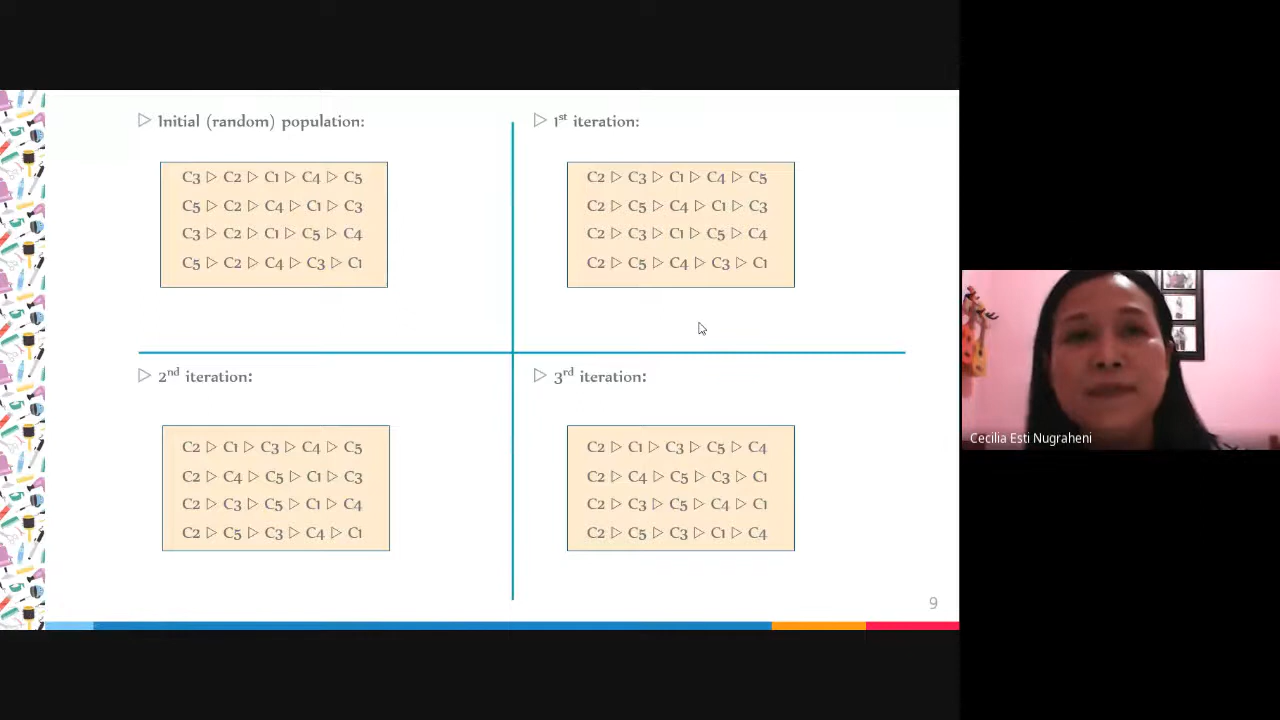 ▷ Initial (random) population:
C3 ▷ C2 ▷ C1 ▷ C4 ▷ C5
C5 ▷ C2 ▷ C4 ▷ C1 ▷ C3
C3 ▷ C2 ▷ C1 ▷ C5 ▷ C4
C5 ▷ C2 ▷ C4 ▷ C3 ▷ C1
▷ 1st iteration:
C2 ▷ C3 ▷ C1 ▷ C4 ▷ C5
C2 ▷ C5 ▷ C4 ▷ C1 ▷ C3
C2 ▷ C3 ▷ C1 ▷ C5 ▷ C4
C2 ▷ C5 ▷ C4 ▷ C3 ▷ C1
▷ 2nd iteration:
C2 ▷ C1 ▷ C3 ▷ C4 ▷ C5
C2 ▷ C4 ▷ C5 ▷ C1 ▷ C3
C2 ▷ C3 ▷ C5 ▷ C1 ▷ C4
C2 ▷ C5 ▷ C3 ▷ C4 ▷ C1
▷ 3rd iteration:
C2 ▷ C1 ▷ C3 ▷ C5 ▷ C4
C2 ▷ C4 ▷ C5 ▷ C3 ▷ C1
C2 ▷ C3 ▷ C5 ▷ C4 ▷ C1
C2 ▷ C5 ▷ C3 ▷ C1 ▷ C4
9
Cecilia Esti Nugraheni